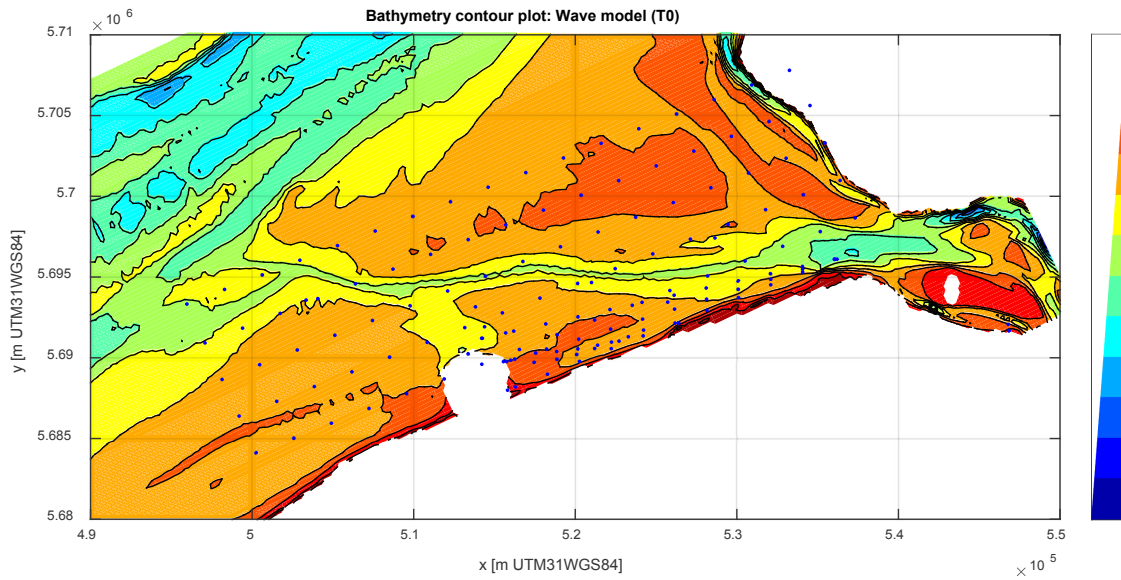 Bathymetry contour plot: Wave model (T0)
× 10 6
5.71
5.705
5.7
5.695
5.69
5.685
5.68
y [m UTM31WGS84]
4.9
5
5.1
5.2
5.3
5.4
5.5
x [m UTM31WGS84]
× 10 5